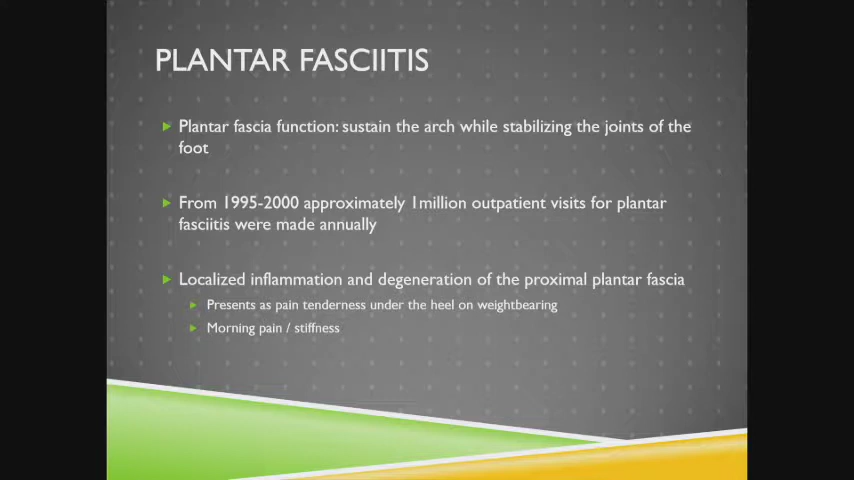 PLANTAR FASCIITIS
Plantar fascia function: sustain the arch while stabilizing the joints of the
foot
From 1995-2000 approximately 1million outpatient visits for plantar
fasciitis were made annually
Localized inflammation and degeneration of the proximal plantar fascia
Presents as pain tenderness under the heel on weightbearing
Morning pain / stiffness